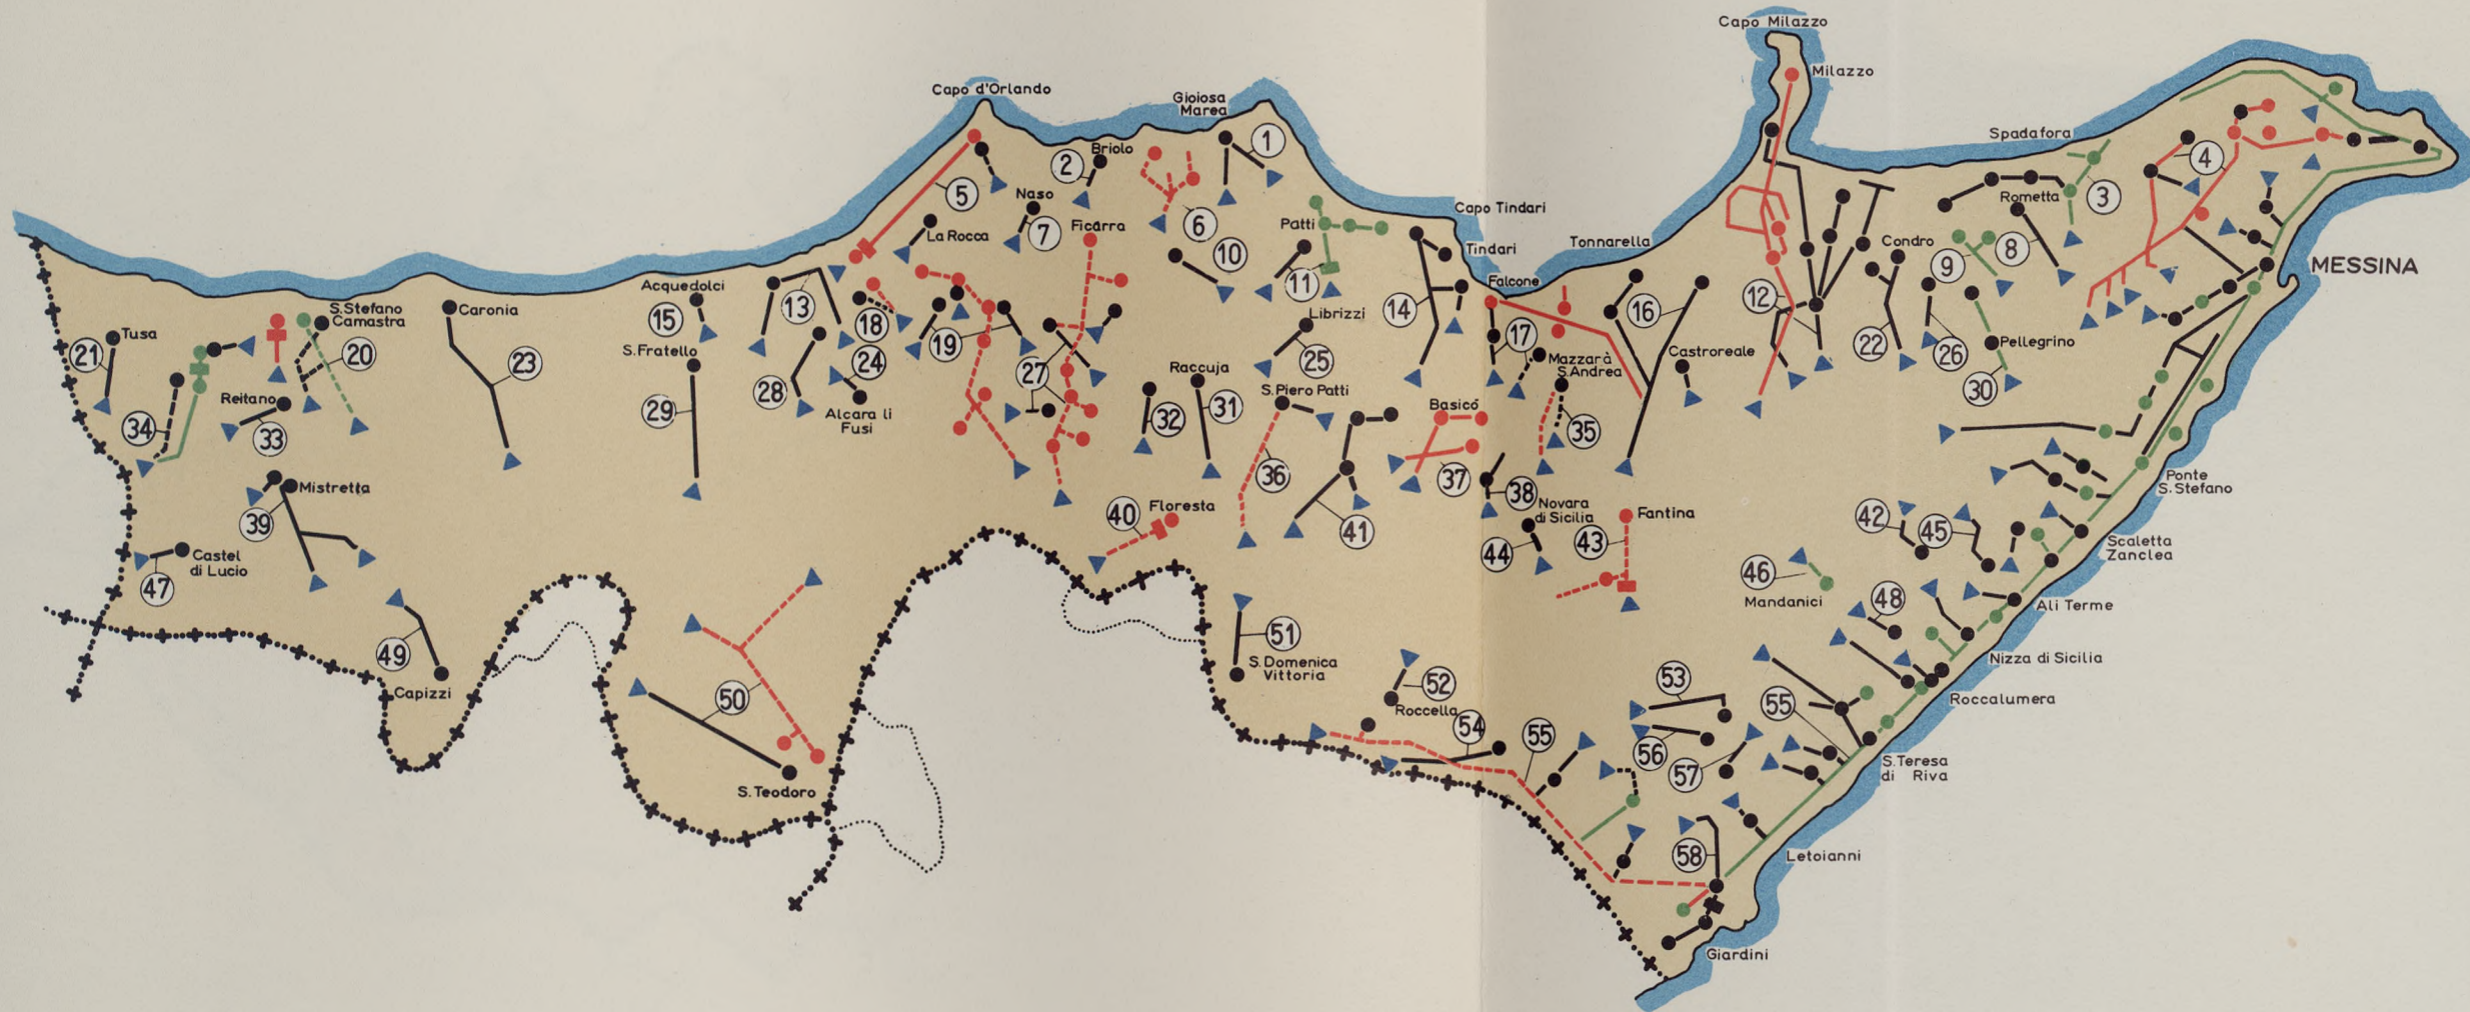 Capo Milazzo
Milazzo
Capo d'Orlando
Gioiosa
Marea
1
Spadafora
4
2
Briolo
5
Naso
7
Ficarra
6
La Rocca
Patti
10
11
Capo Tindari
Tindari
Tonnarella
Falcone
Rometta
3
8
9
Condro
MESSINA
Acquedolci
15
13
18
19
14
17
16
12
22
26
Pellegrino
30
Tusa
21
S. Stefano
Camastra
20
Caronia
23
S. Fratello
29
28
24
Alcara li
Fusi
27
Librizzi
25
Raccuja
32
31
S. Piero Patti
36
Basicò
37
Mazzarà
S. Andrea
35
Castroreale
Reitano
33
34
Mistretta
39
38
Novara
di Sicilia
44
41
40
Floresta
Fantina
43
42
45
Ponte
S. Stefano
Scaletta
Zanclea
Castel
di Lucio
47
46
Mandanici
48
Ali Terme
49
Capizzi
50
S. Teodoro
51
S. Domenica
Vittoria
52
Roccella
54
55
53
56
57
55
Nizza di Sicilia
Roccalumera
S. Teresa
di Riva
58
Letoianni
Giardini